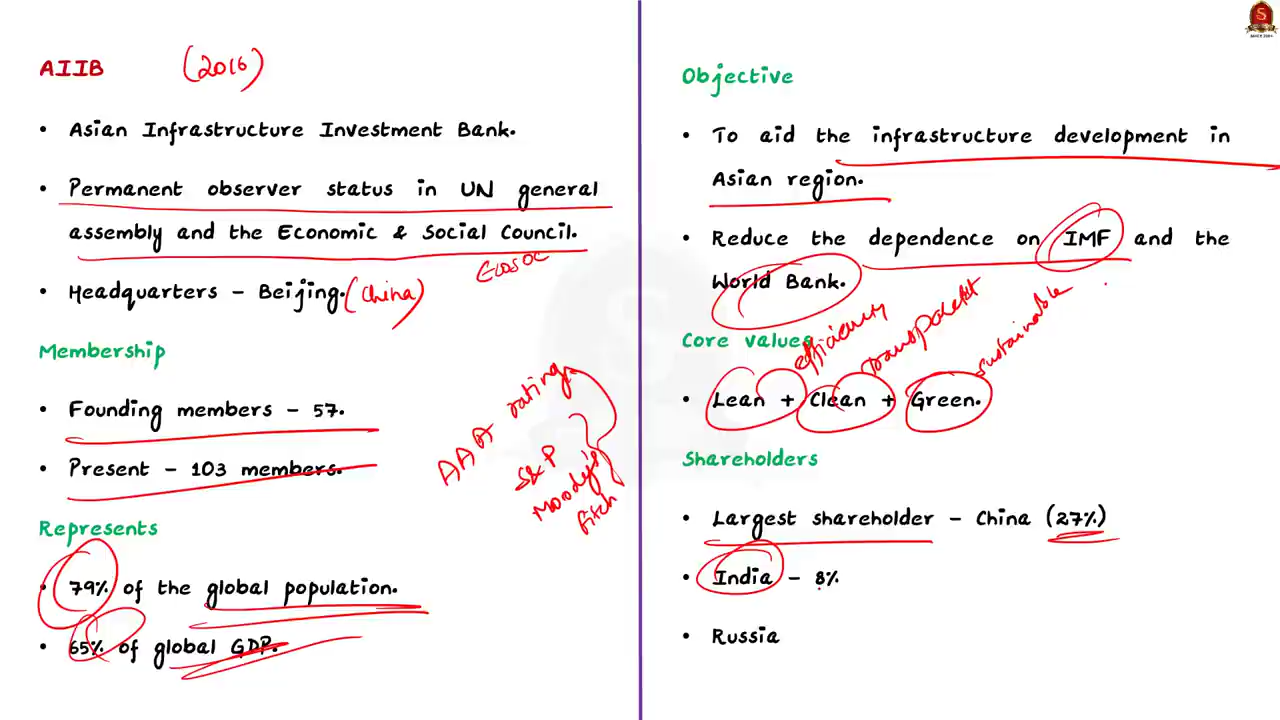 AIIB (2016)
• Asian Infrastructure Investment Bank.
• Permanent observer status in UN general
assembly and the Economic & Social Council.
ECOSOC
• Headquarters – Beijing. (China)
Membership
• Founding members – 57.
• Present – 103 members.
AAA rating
S&P
Moody's
fitch
Represents
• 79% of the global population.
• 65% of global GDP.
Objective
• To aid the infrastructure development in
Asian region.
• Reduce the dependence on IMF and the
World Bank.
Core values
efficiency transparent sustainable
• Lean + Clean + Green.
Shareholders
• Largest shareholder – China (27%)
• India – 8%
• Russia
S